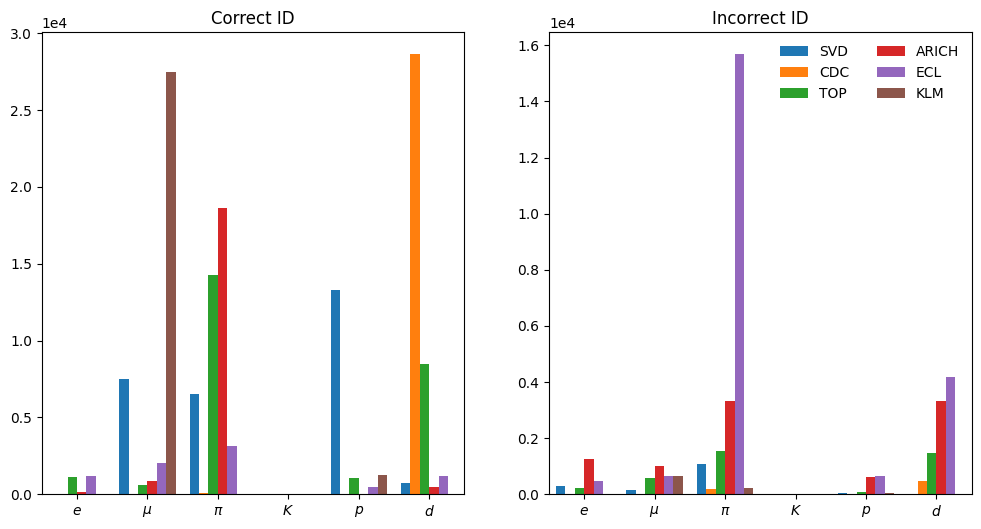 Correct ID
1e4
3.0
2.5
2.0
1.5
1.0
0.5
0.0
e μ π K p d
Incorrect ID
1e4
1.6
1.4
1.2
1.0
0.8
0.6
0.4
0.2
0.0
e μ π K p d
SVD
CDC
TOP
ARICH
ECL
KLM